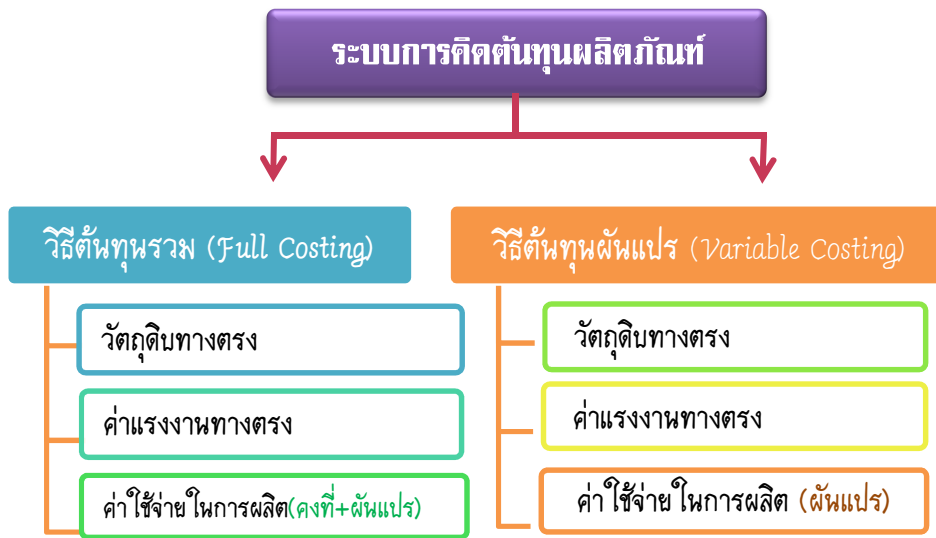 ระบบการคิดต้นทุนผลิตภัณฑ์
วิธีต้นทุนรวม (Full Costing)
วัตถุดิบทางตรง
ค่าแรงงานทางตรง
ค่าใช้จ่ายในการผลิต(คงที่+ผันแปร)
วิธีต้นทุนผันแปร (Variable Costing)
วัตถุดิบทางตรง
ค่าแรงงานทางตรง
ค่าใช้จ่ายในการผลิต (ผันแปร)